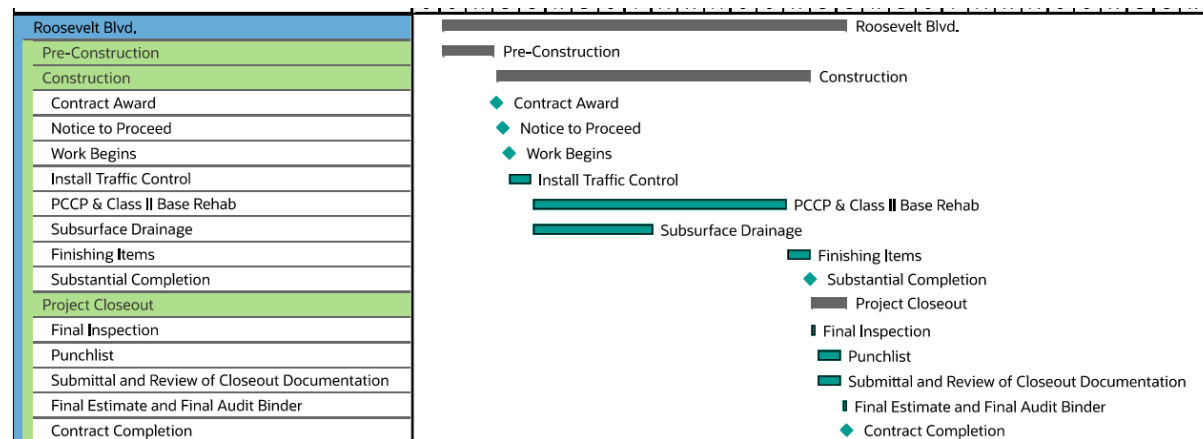 Roosevelt Blvd. Roosevelt Blvd.
Pre-Construction Pre-Construction
Construction Construction
Contract Award Contract Award
Notice to Proceed Notice to Proceed
Work Begins Work Begins
Install Traffic Control Install Traffic Control
PCCP & Class II Base Rehab PCCP & Class II Base Rehab
Subsurface Drainage Subsurface Drainage
Finishing Items Finishing Items
Substantial Completion Substantial Completion
Project Closeout Project Closeout
Final Inspection Final Inspection
Punchlist Punchlist
Submittal and Review of Closeout Documentation Submittal and Review of Closeout Documentation
Final Estimate and Final Audit Binder Final Estimate and Final Audit Binder
Contract Completion Contract Completion